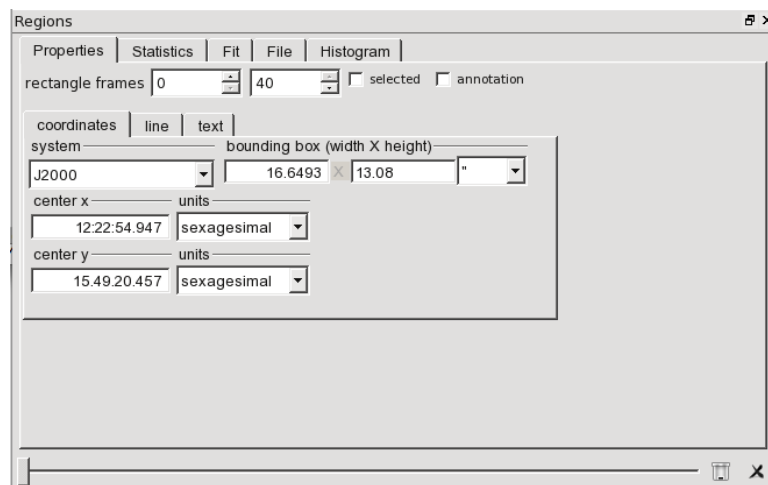 Regions
Properties Statistics Fit File Histogram
rectangle frames 0 40 selected annotation
coordinates line text
system bounding box (width X height)
J2000 16.6493 X 13.08 "
center x units
12:22:54.947 sexagesimal
center y units
15.49.20.457 sexagesimal